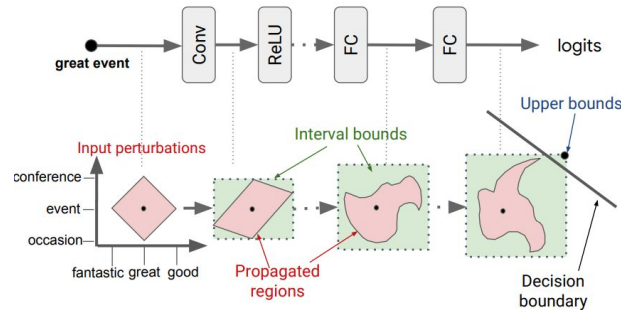 Conv
ReLU
FC
FC
logits
great event
Upper bounds
Input perturbations
Interval bounds
conference
event
occasion
fantastic
great
good
Propagated
regions
Decision
boundary